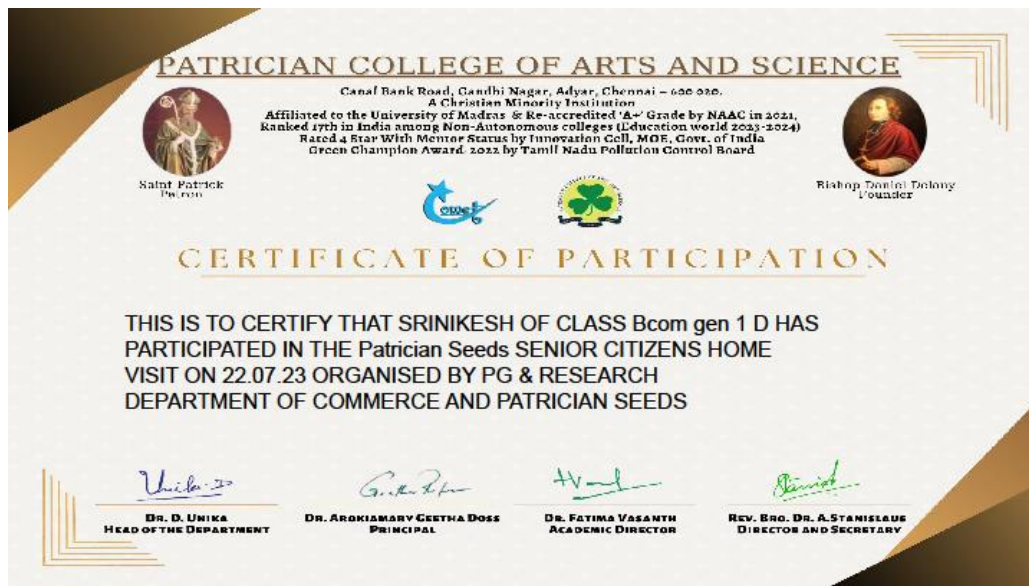 PATRICIAN COLLEGE OF ARTS AND SCIENCE
Canal Bank Road, Gandhi Nagar, Adyar, Chennai – 600 020.
A Christian Minority Institution
Affiliated to the University of Madras & Re-accredited 'A+' Grade by NAAC in 2021,
Ranked 17th in India among Non-Autonomous colleges (Education world 2023-2024)
Rated 4 Star With Mentor Status by Innovation Cell, MOE, Govt. of India
Green Champion Award- 2022 by Tamil Nadu Pollution Control Board
Saint Patrick
Patron
Bishop Daniel Delany
Founder
CERTIFICATE OF PARTICIPATION
THIS IS TO CERTIFY THAT SRINIKESH OF CLASS Bcom gen 1 D HAS
PARTICIPATED IN THE Patrician Seeds SENIOR CITIZENS HOME
VISIT ON 22.07.23 ORGANISED BY PG & RESEARCH
DEPARTMENT OF COMMERCE AND PATRICIAN SEEDS
Unika. D
DR. D. UNIKA
HEAD OF THE DEPARTMENT
DR. AROKIAMARY GEETHA DOSS
PRINCIPAL
DR. FATIMA VASANTH
ACADEMIC DIRECTOR
REV. BRO. DR. A.STANISLAUS
DIRECTOR AND SECRETARY